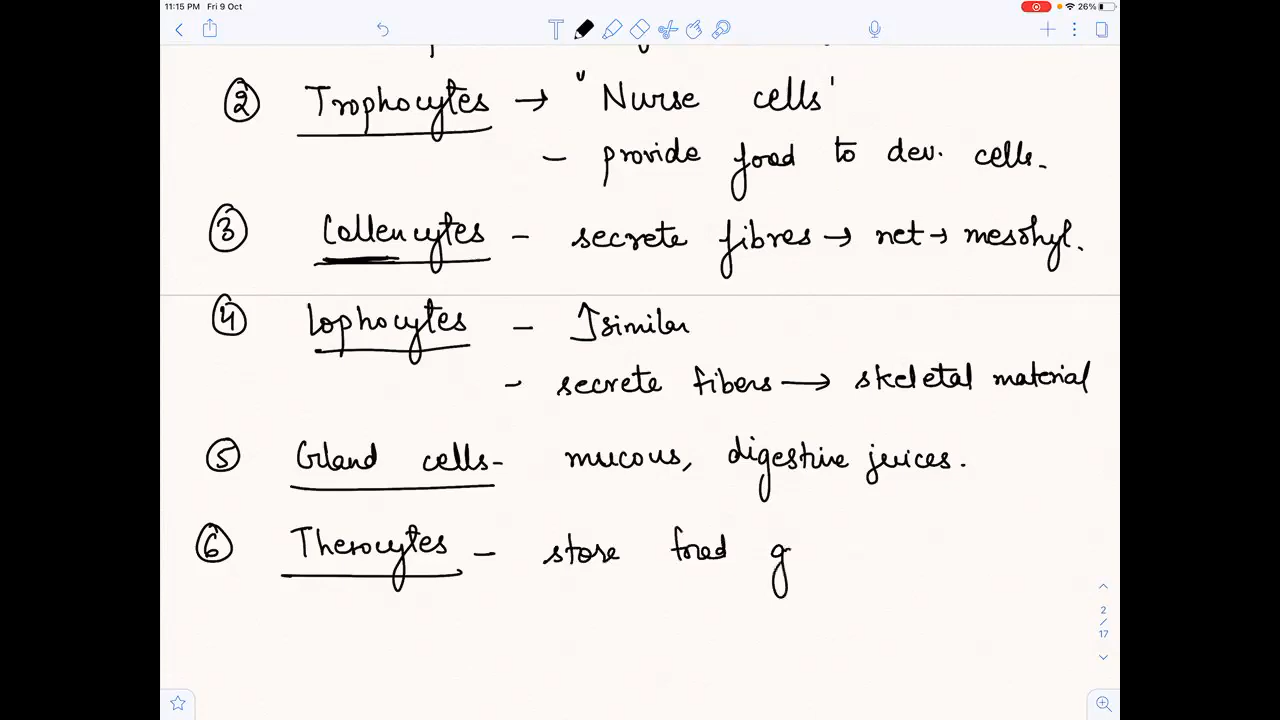 11:15 PM Fri 9 Oct
26%
② Trophocytes → "Nurse cells'
- provide food to dev. cells.
③ Collencytes - secrete fibres → net → mesohyl.
④ Lophocytes - ↑ similar
- secrete fibers → skeletal material
⑤ Gland cells - mucous, digestive juices.
⑥ Therocytes - store food g
2
/
17